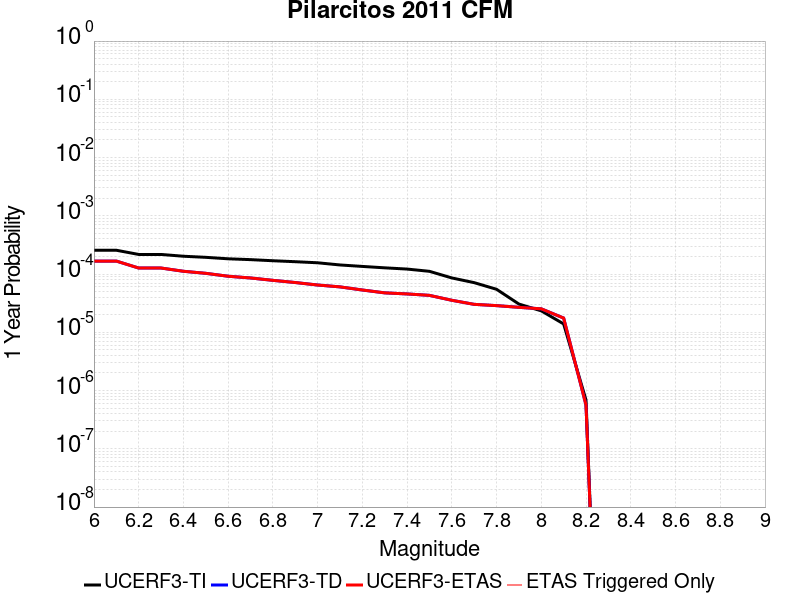 Pilarcitos 2011 CFM
10^0
10^-1
10^-2
10^-3
10^-4
10^-5
10^-6
10^-7
10^-8
1 Year Probability
6 6.2 6.4 6.6 6.8 7 7.2 7.4 7.6 7.8 8 8.2 8.4 8.6 8.8 9
Magnitude
UCERF3-TI UCERF3-TD UCERF3-ETAS ETAS Triggered Only